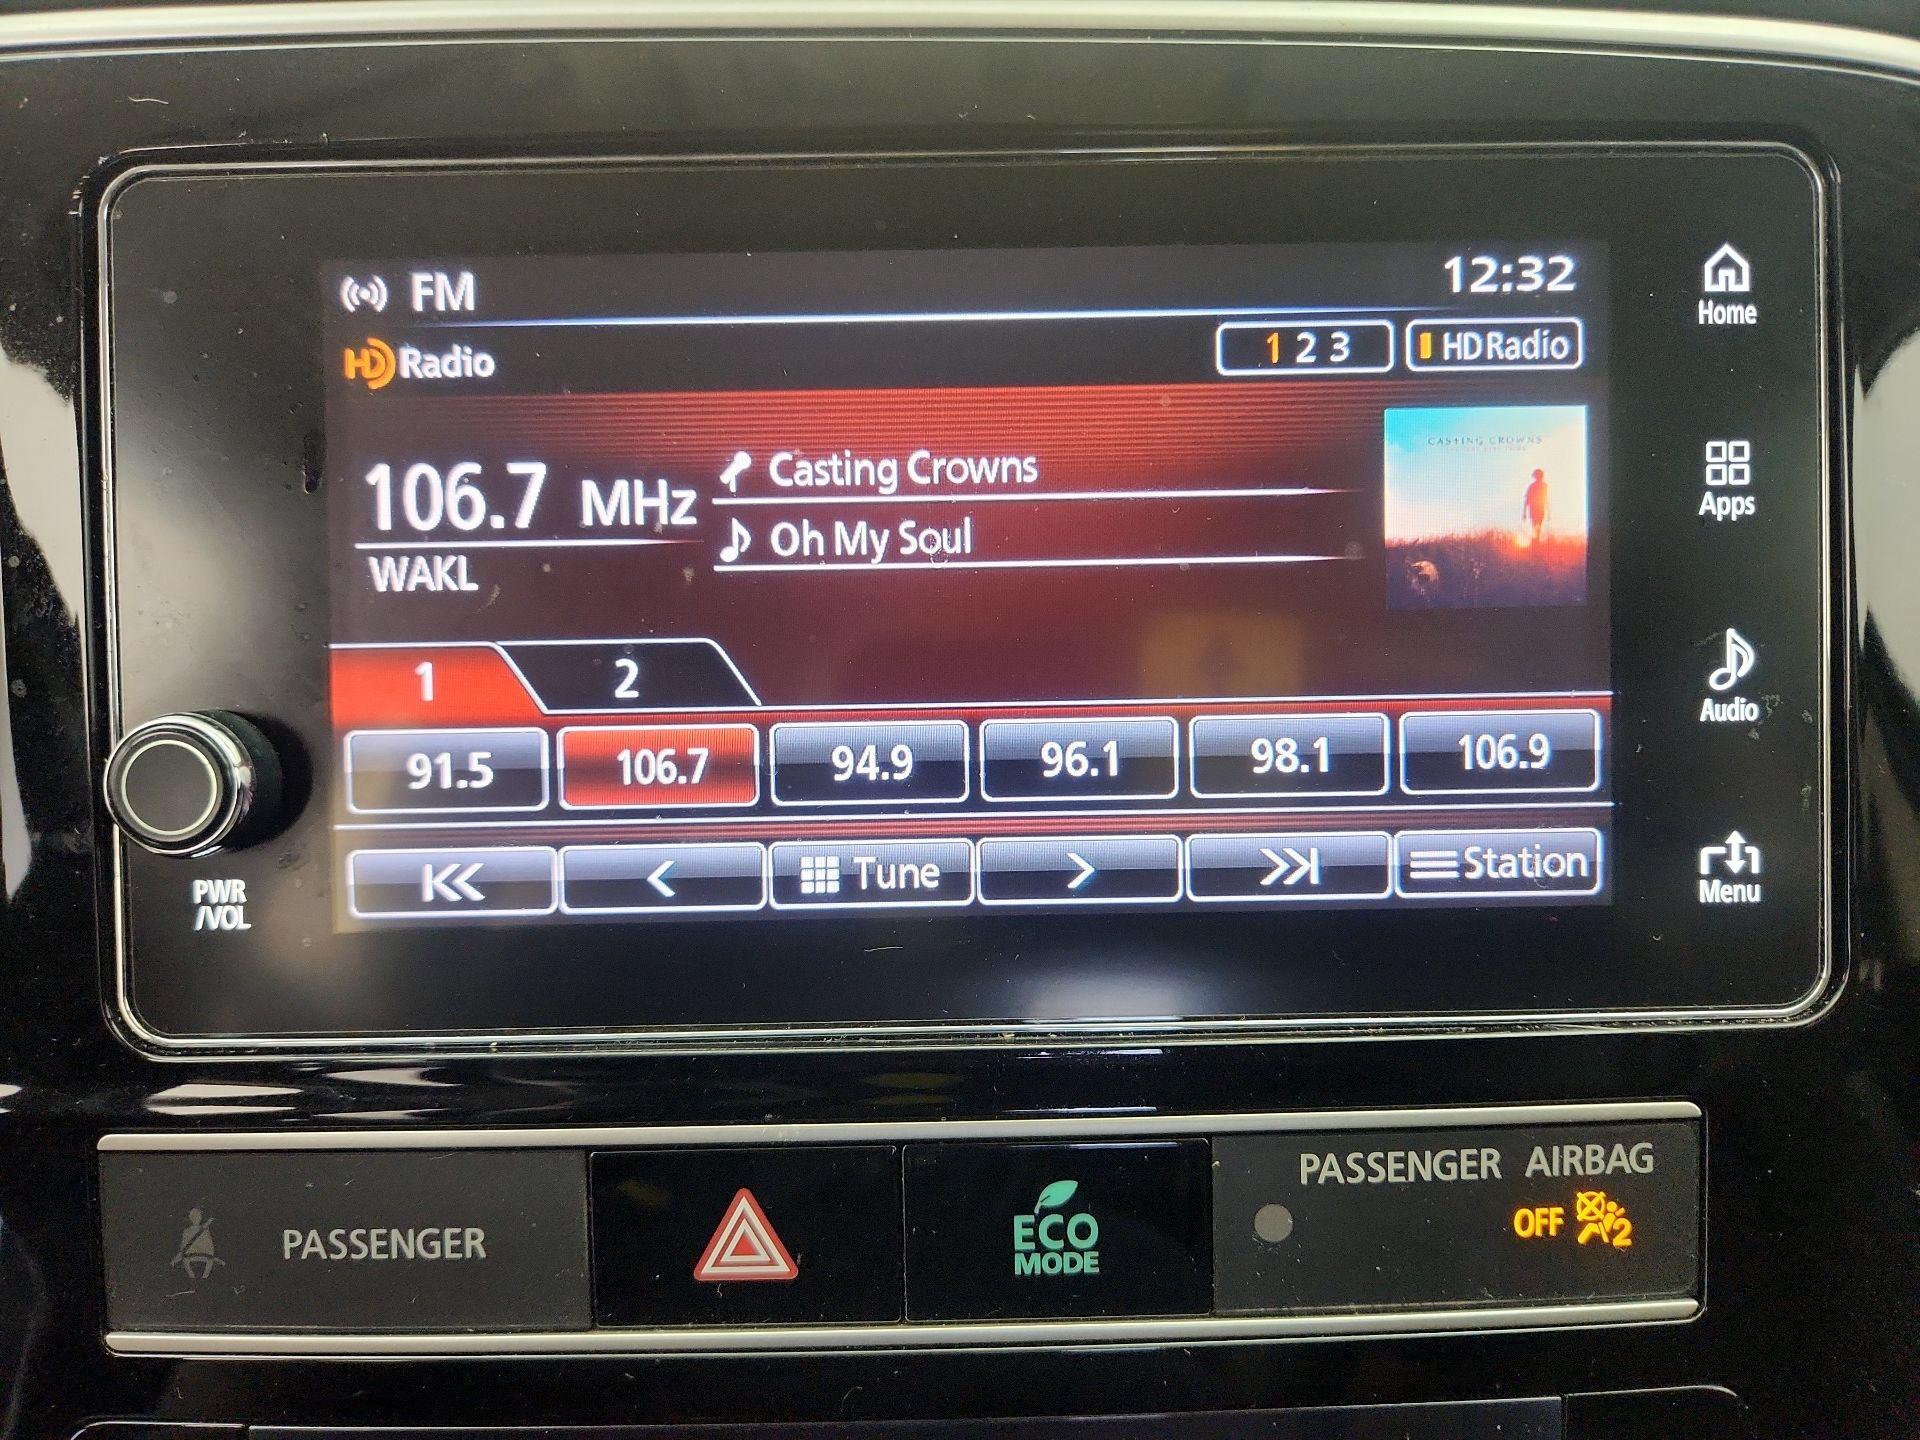 FM
12:32
HD Radio
1 2 3
HD Radio
106.7 MHz
WAKL
Casting Crowns
Oh My Soul
CASTING CROWNS
1
2
91.5
106.7
94.9
96.1
98.1
106.9
Tune
Station
Home
Apps
Audio
Menu
PWR
/VOL
PASSENGER
ECO
MODE
PASSENGER AIRBAG
OFF
2